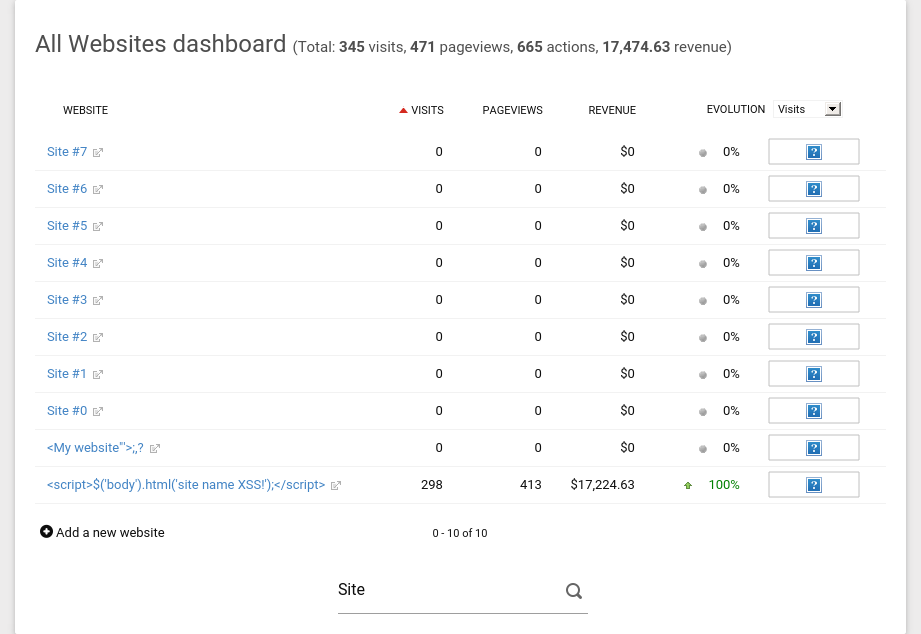 All Websites dashboard (Total: 345 visits, 471 pageviews, 665 actions, 17,474.63 revenue)
WEBSITE VISITS PAGEVIEWS REVENUE EVOLUTION Visits
Site #7 0 0 $0 0%
Site #6 0 0 $0 0%
Site #5 0 0 $0 0%
Site #4 0 0 $0 0%
Site #3 0 0 $0 0%
Site #2 0 0 $0 0%
Site #1 0 0 $0 0%
Site #0 0 0 $0 0%
<My website"'>;,? 0 0 $0 0%
<script>$('body').html('site name XSS!');</script> 298 413 $17,224.63 100%
Add a new website 0 - 10 of 10
Site